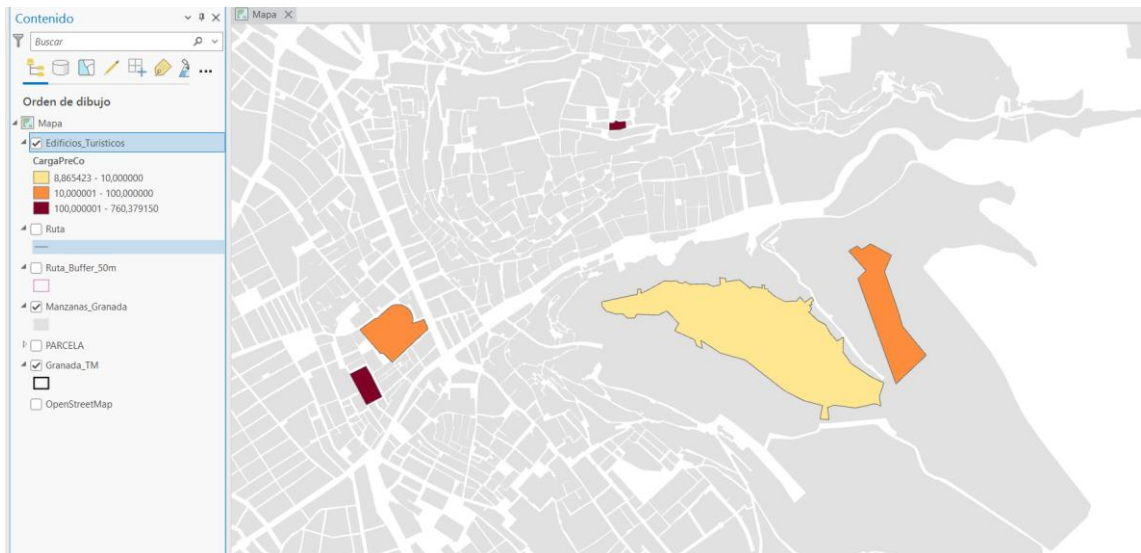 Contenido
Buscar
Orden de dibujo
Mapa
Edificios_Turísticos
CargaPreCo
8,865423 - 10,000000
10,000001 - 100,000000
100,000001 - 760,379150
Ruta
Ruta_Buffer_50m
Manzanas_Granada
PARCELA
Granada_TM
OpenStreetMap
Mapa